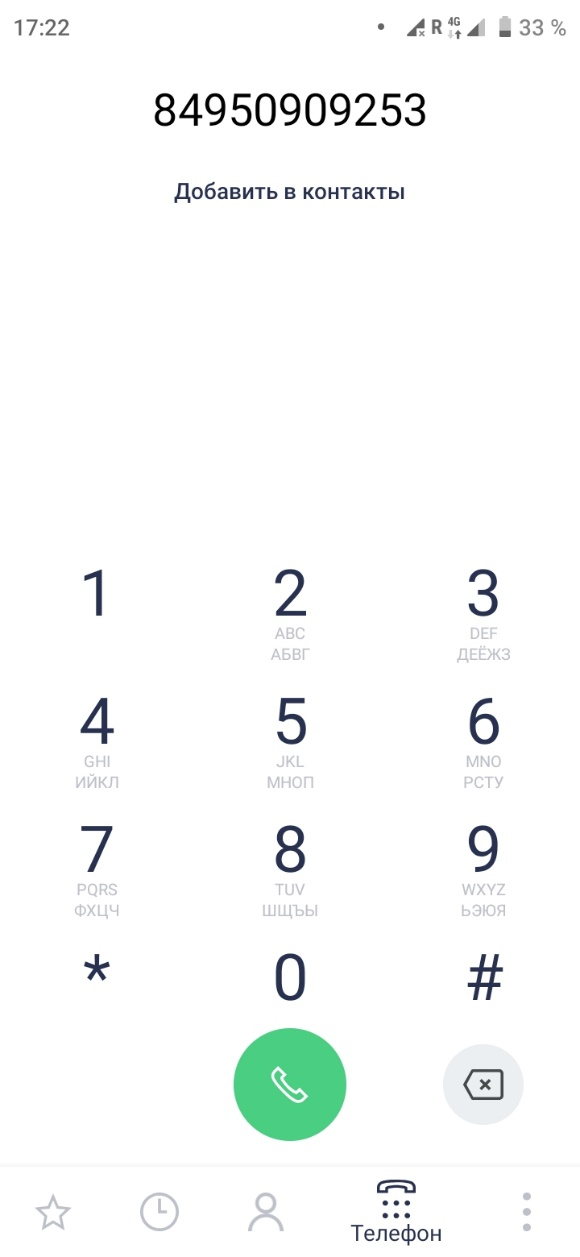 17:22 R 4G 33 %
84950909253
Добавить в контакты
1 2 3
ABC DEF
АБВГ ДЕЁЖЗ
4 5 6
GHI JKL MNO
ИЙКЛ МНОП РСТУ
7 8 9
PQRS TUV WXYZ
ФХЦЧ ШЩЪЫ ЬЭЮЯ
* 0 #
Телефон